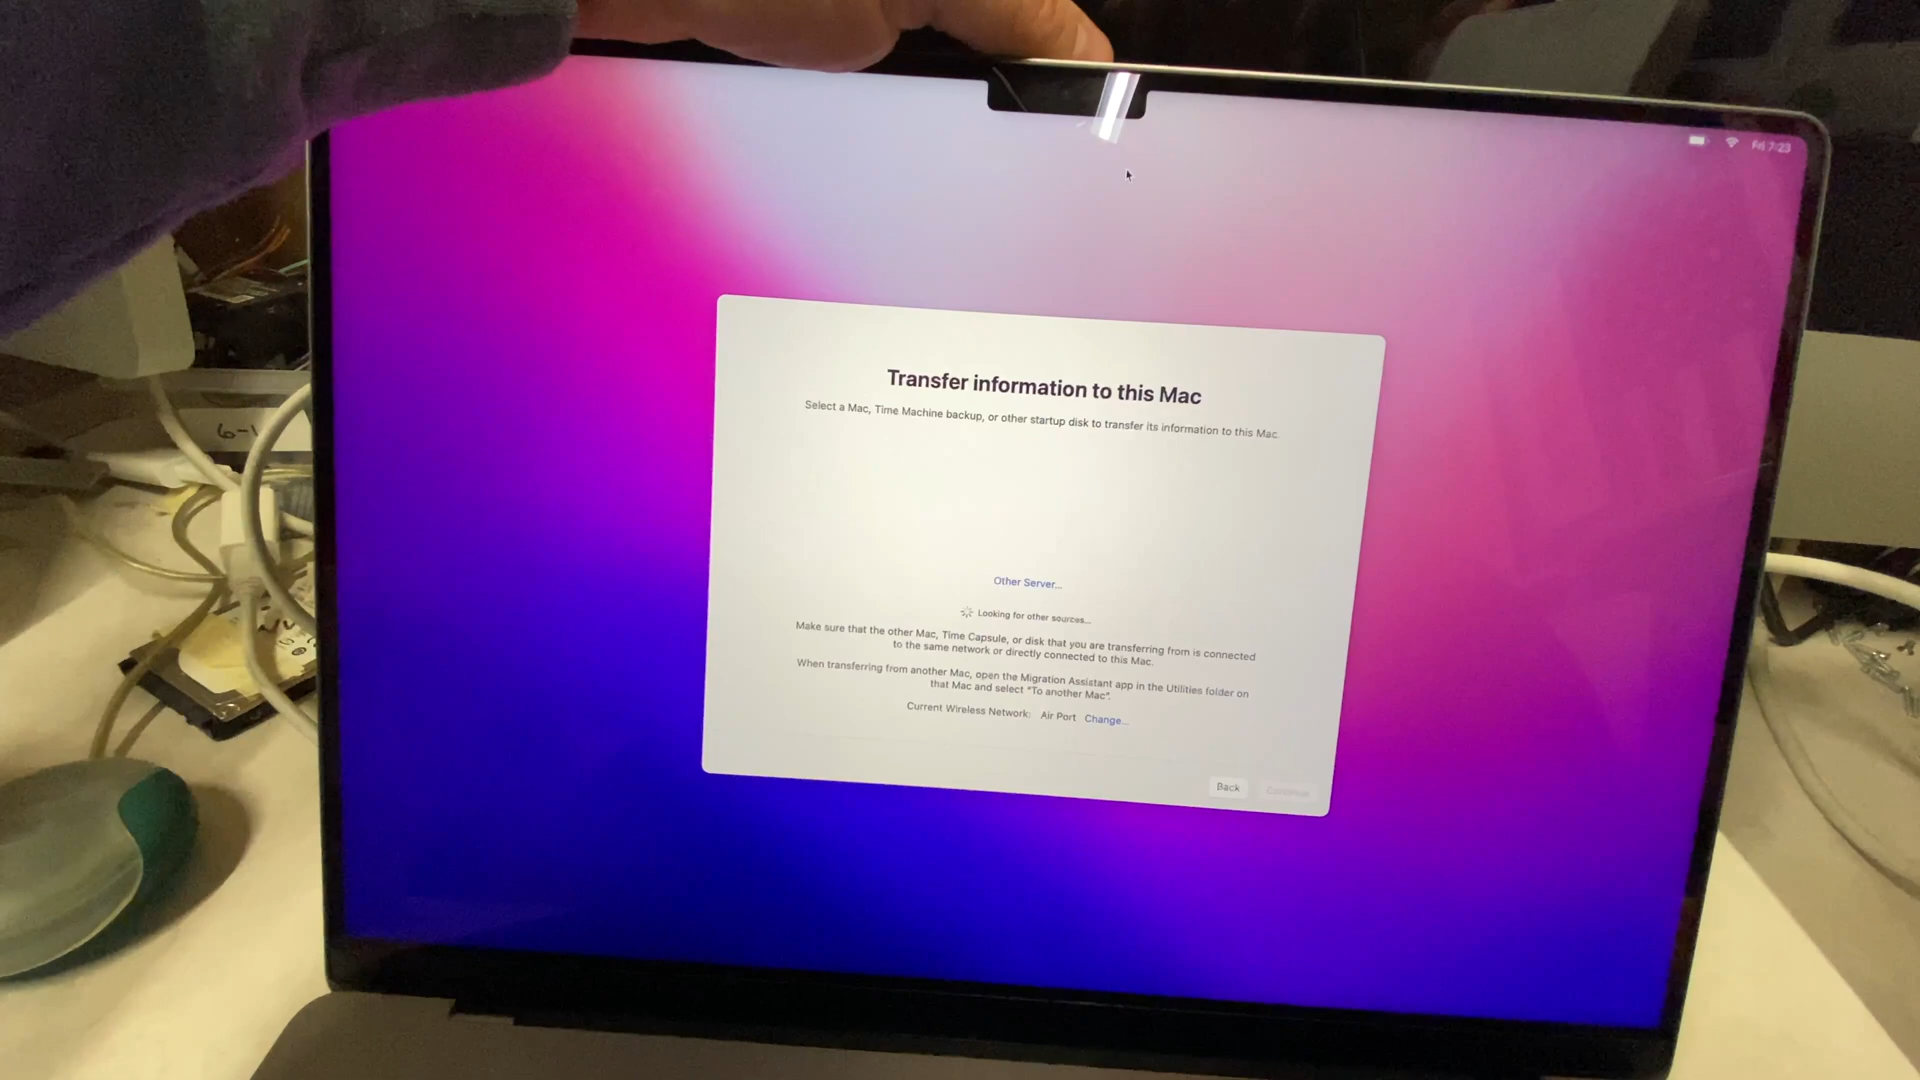 Fri 7:23
Transfer information to this Mac
Select a Mac, Time Machine backup, or other startup disk to transfer its information to this Mac.
Other Server...
Looking for other sources...
Make sure that the other Mac, Time Capsule, or disk that you are transferring from is connected
to the same network or directly connected to this Mac.
When transferring from another Mac, open the Migration Assistant app in the Utilities folder on
that Mac and select "To another Mac".
Current Wireless Network: Air Port Change...
Back Continue